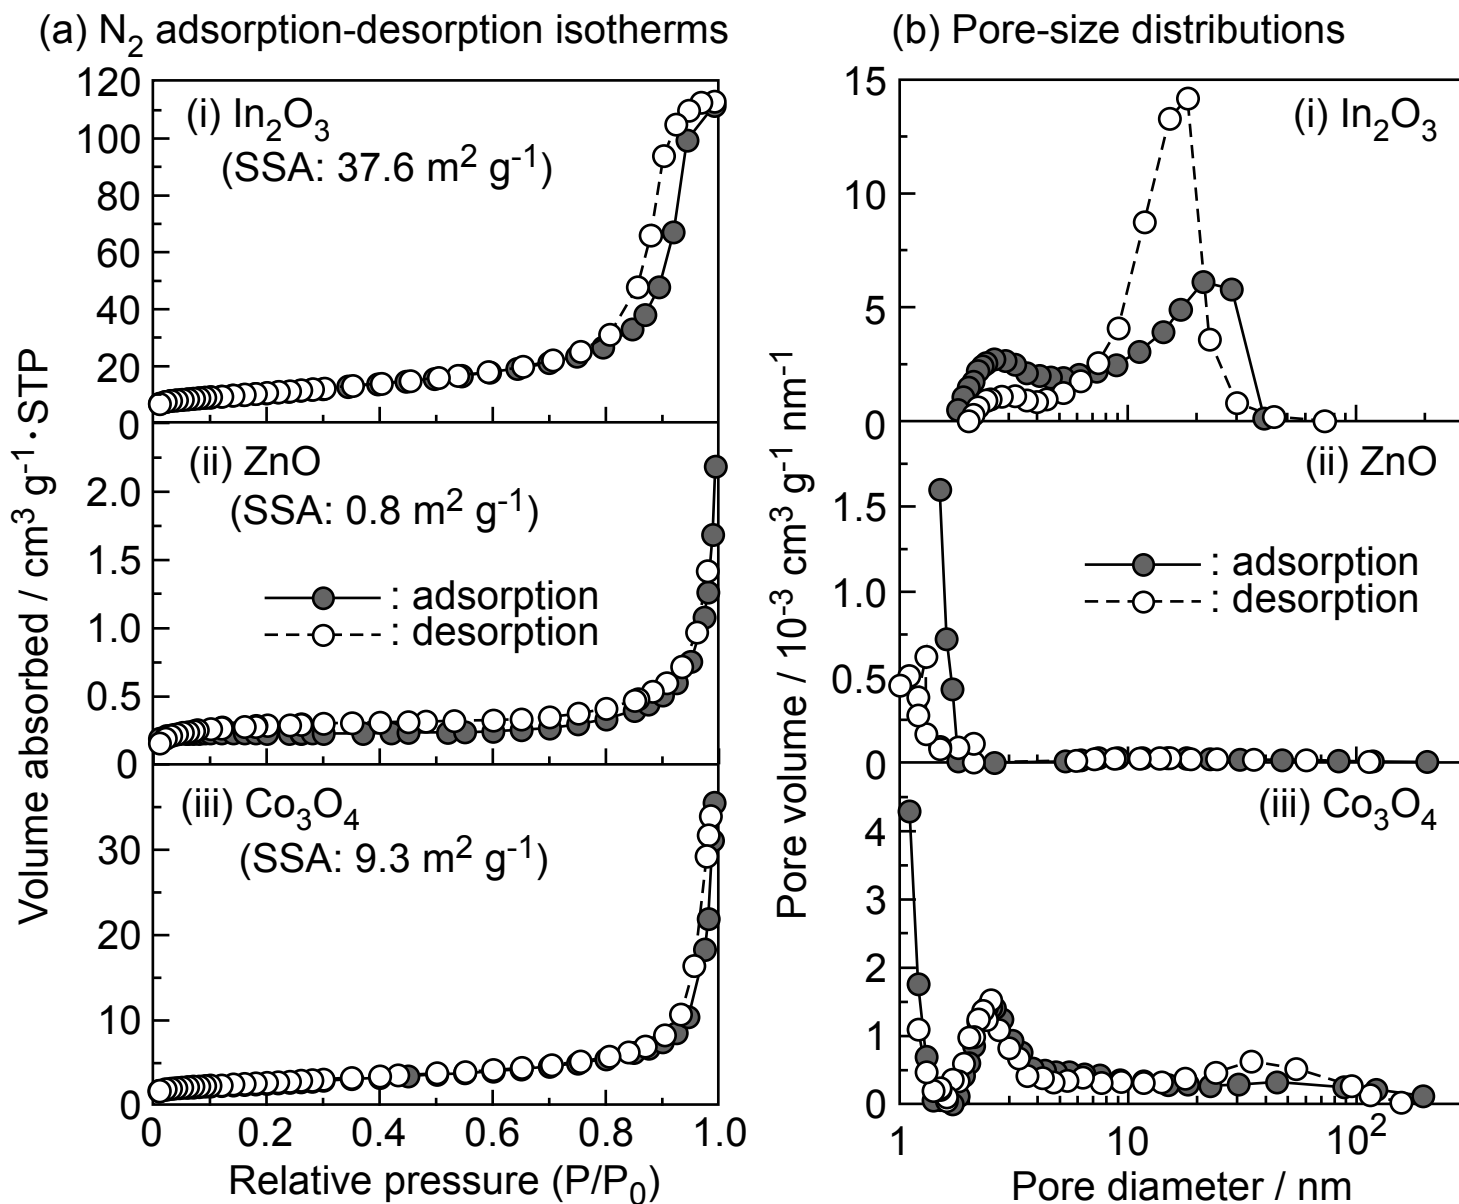 (a) N₂ adsorption-desorption isotherms
(b) Pore-size distributions
Volume absorbed / cm³ g⁻¹·STP
120
100
80
60
40
20
0
(i) In₂O₃
(SSA: 37.6 m² g⁻¹)
2.0
1.5
1.0
0.5
0
(ii) ZnO
(SSA: 0.8 m² g⁻¹)
: adsorption
: desorption
30
20
10
0
(iii) Co₃O₄
(SSA: 9.3 m² g⁻¹)
0 0.2 0.4 0.6 0.8 1.0
Relative pressure (P/P₀)
Pore volume / 10⁻³ cm³ g⁻¹ nm⁻¹
15
10
5
0
(i) In₂O₃
1.5
1.0
0.5
0
(ii) ZnO
: adsorption
: desorption
4
3
2
1
0
(iii) Co₃O₄
1 10 10²
Pore diameter / nm